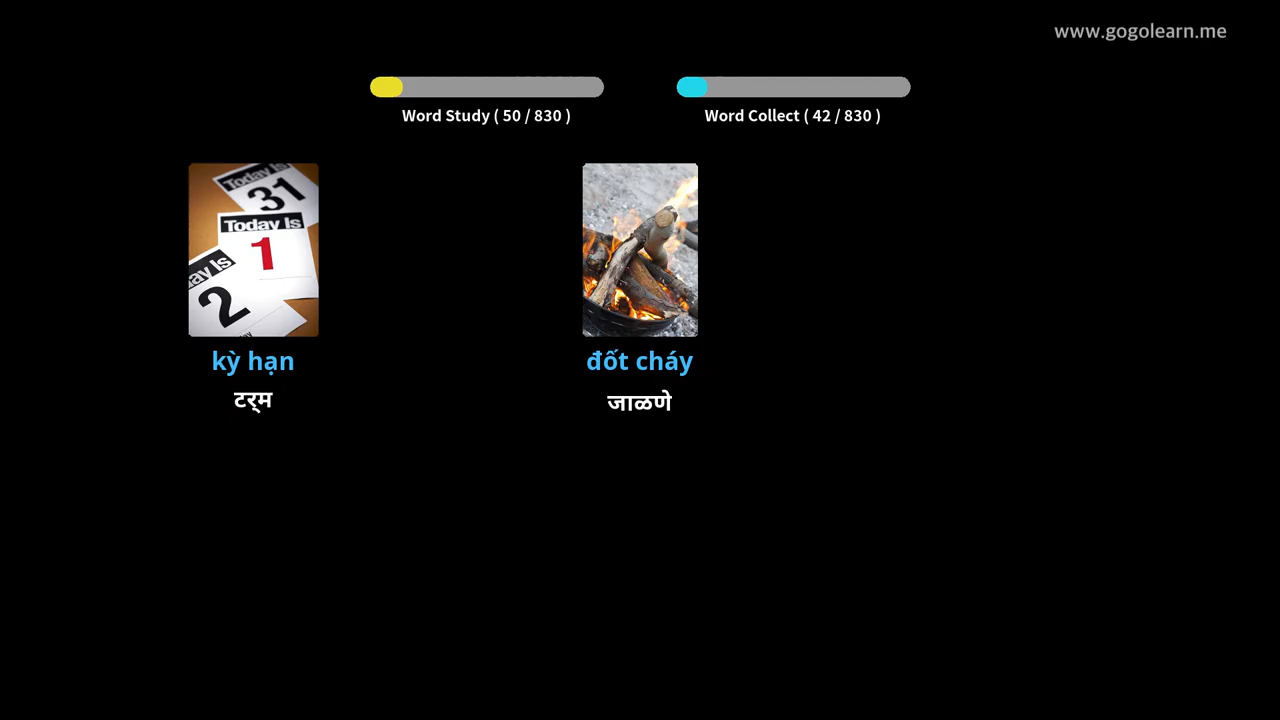 www.gogolearn.me
Word Study ( 50 / 830 )
Word Collect ( 42 / 830 )
Today Is
31
Today Is
1
ay Is
2
kỳ hạn
टर्म
đốt cháy
जाळणे